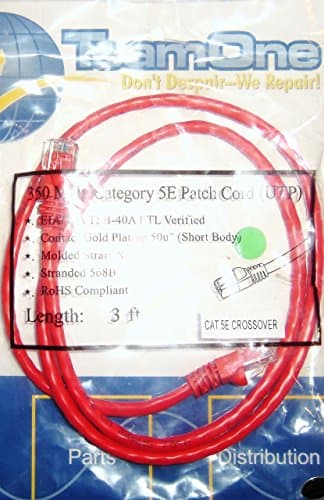 TeamOne
Don't Despair—We Repair!
350 Category 5E Patch Cord (UTP)
Verified
Gold Plating 50u" (Short Body)
Molded
Stranded 568B
RoHS Compliant
Length: 3 ft
CAT 5E CROSSOVER
Parts
Distribution